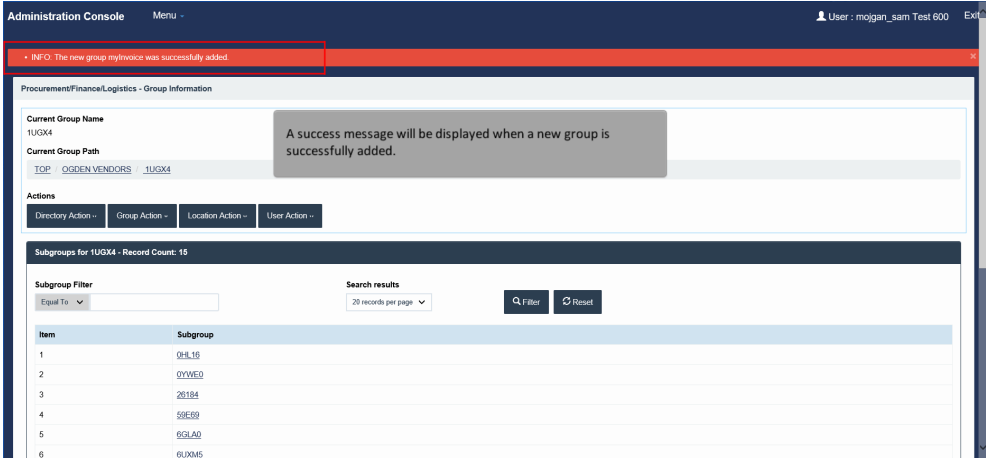 Administration Console Menu User : mojgan_sam Test 600 Exit
• INFO: The new group myInvoice was successfully added. ×
Procurement/Finance/Logistics - Group Information
Current Group Name
1UGX4
A success message will be displayed when a new group is
successfully added.
Current Group Path
TOP / OGDEN VENDORS / 1UGX4
Actions
Directory Action Group Action Location Action User Action
Subgroups for 1UGX4 - Record Count: 15
Subgroup Filter Search results
Equal To 20 records per page Filter Reset
Item Subgroup
1 0HL16
2 0YWE0
3 26184
4 59E69
5 6GLA0
6 6UXM5